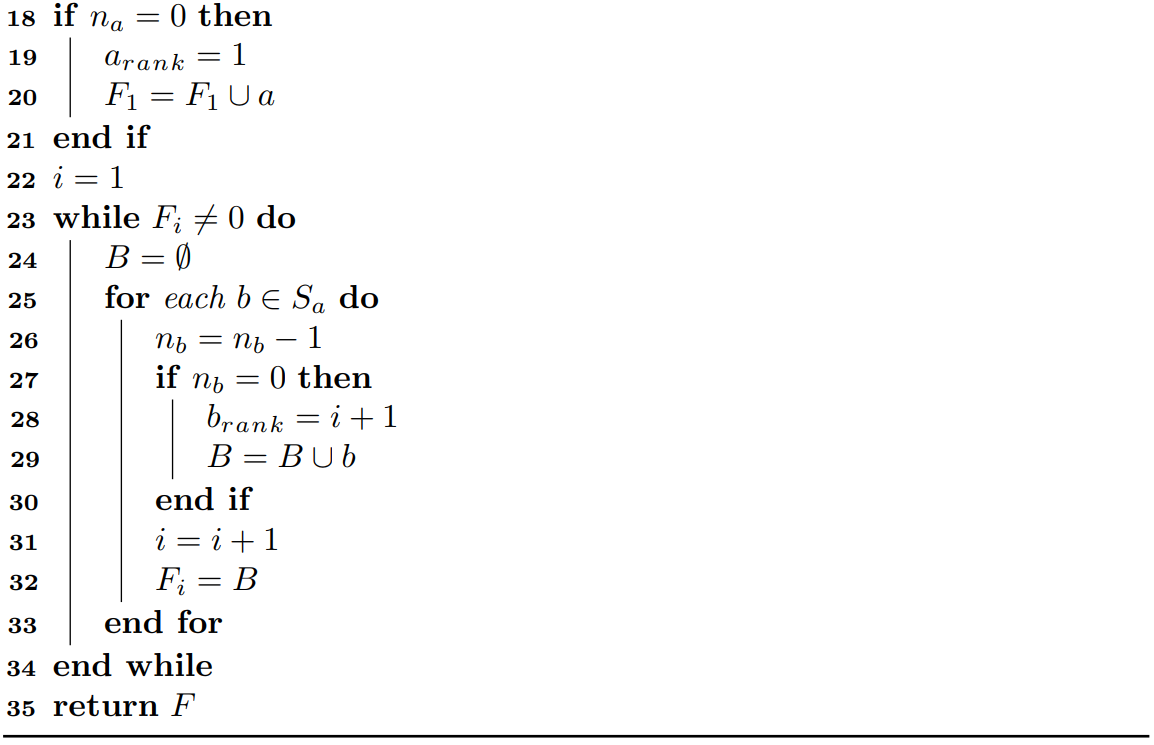 18 if n_a = 0 then
19 a_rank = 1
20 F_1 = F_1 ∪ a
21 end if
22 i = 1
23 while F_i ≠ 0 do
24 B = ∅
25 for each b ∈ S_a do
26 n_b = n_b − 1
27 if n_b = 0 then
28 b_rank = i + 1
29 B = B ∪ b
30 end if
31 i = i + 1
32 F_i = B
33 end for
34 end while
35 return F